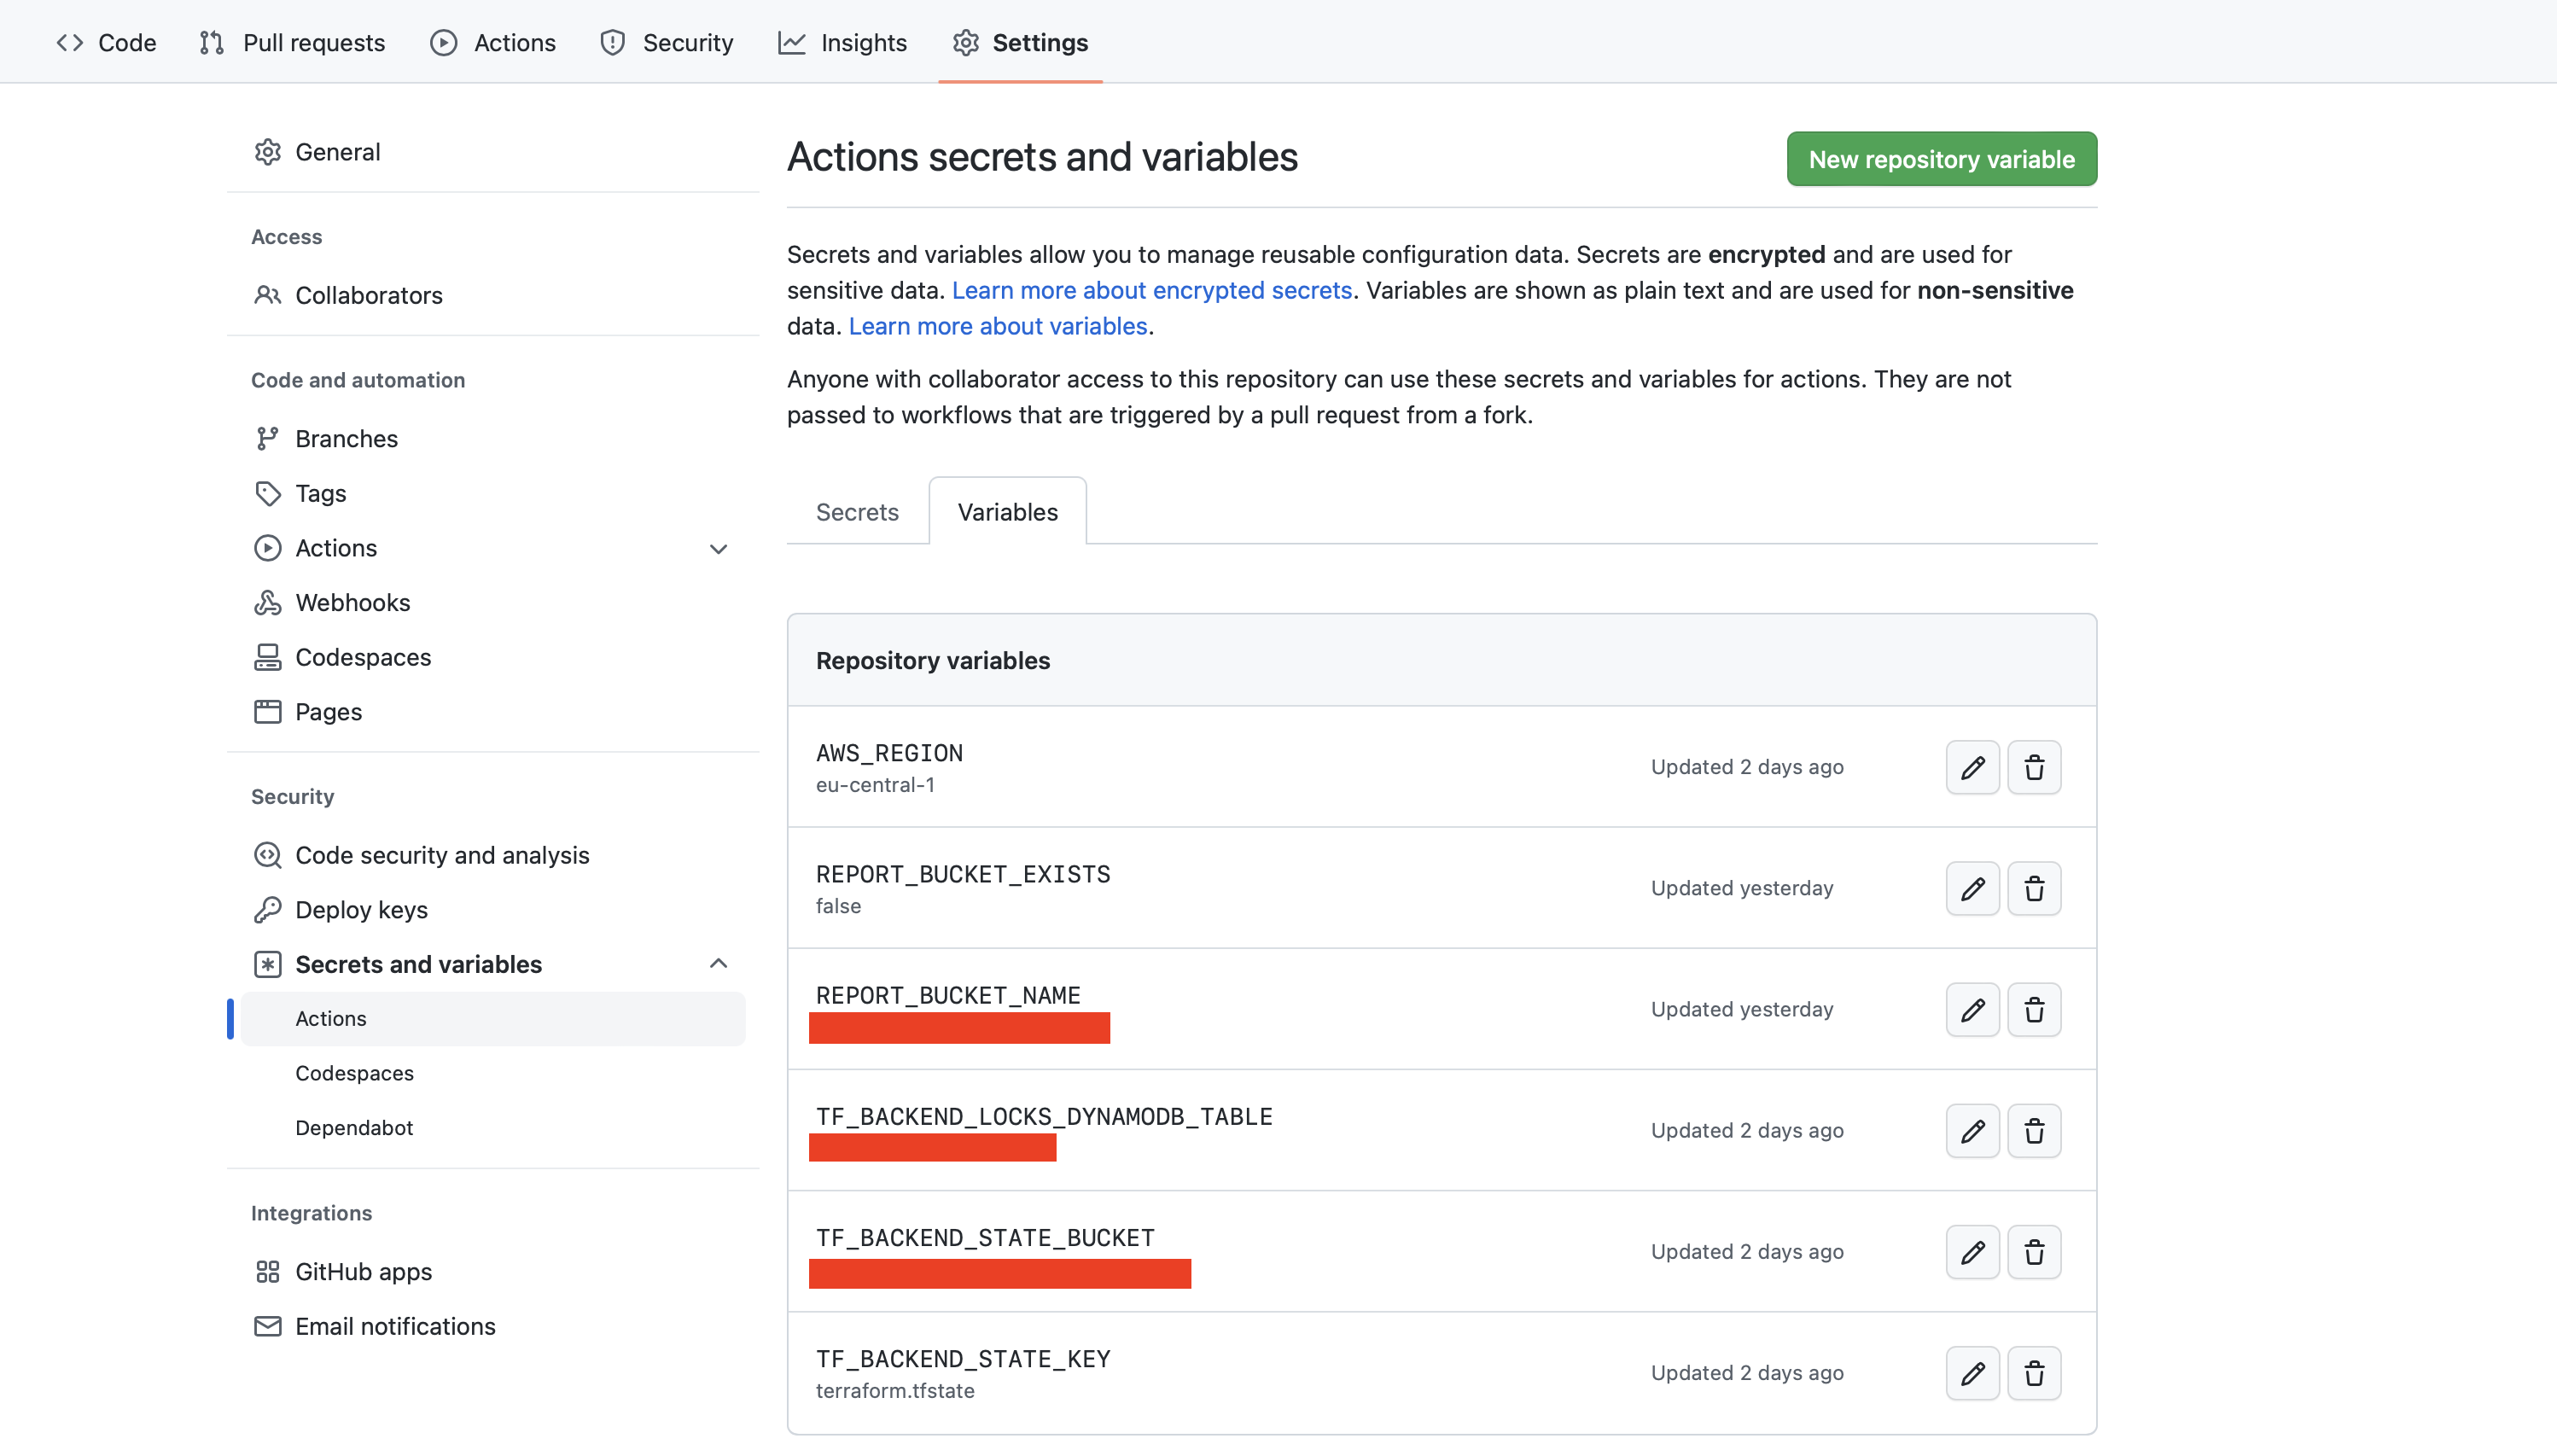 Code
Pull requests
Actions
Security
Insights
Settings
General
Access
Collaborators
Code and automation
Branches
Tags
Actions
Webhooks
Codespaces
Pages
Security
Code security and analysis
Deploy keys
Secrets and variables
Actions
Codespaces
Dependabot
Integrations
GitHub apps
Email notifications
Actions secrets and variables
New repository variable
Secrets and variables allow you to manage reusable configuration data. Secrets are encrypted and are used for
sensitive data. Learn more about encrypted secrets. Variables are shown as plain text and are used for non-sensitive
data. Learn more about variables.
Anyone with collaborator access to this repository can use these secrets and variables for actions. They are not
passed to workflows that are triggered by a pull request from a fork.
Secrets
Variables
Repository variables
AWS_REGION
eu-central-1
Updated 2 days ago
REPORT_BUCKET_EXISTS
false
Updated yesterday
REPORT_BUCKET_NAME
Updated yesterday
TF_BACKEND_LOCKS_DYNAMODB_TABLE
Updated 2 days ago
TF_BACKEND_STATE_BUCKET
Updated 2 days ago
TF_BACKEND_STATE_KEY
terraform.tfstate
Updated 2 days ago